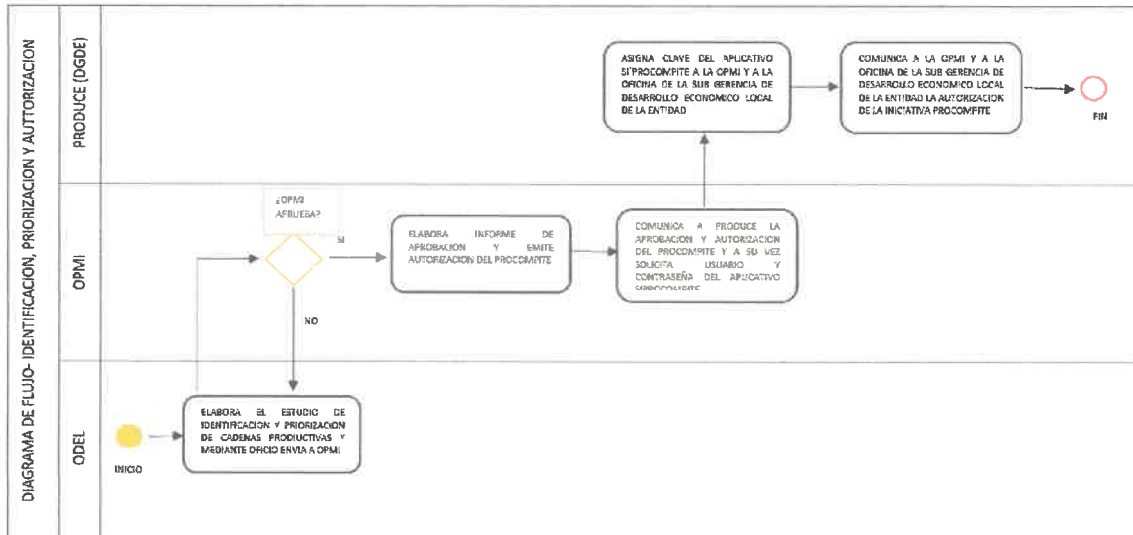 DIAGRAMA DE FLUJO- IDENTIFICACION, PRIORIZACION Y AUTTORIZACION
PRODUCE (DGDE)
ASIGNA CLAVE DEL APLICATIVO
SI PROCOMPITE A LA OPMI Y A LA
OFICINA DE LA SUB GERENCIA DE
DESARROLLO ECONOMICO LOCAL
DE LA ENTIDAD
COMUNICA A LA OPMI Y A LA
OFICINA DE LA SUB GERENCIA DE
DESARROLLO ECONOMICO LOCAL
DE LA ENTIDAD LA AUTORIZACION
DE LA INICIATIVA PROCOMPITE
FIN
OPMI
¿OPMI
APRUEBA?
SI
NO
ELABORA INFORME DE
APROBACION Y EMITE
AUTORIZACION DEL PROCOMPITE
COMUNICA A PRODUCE LA
APROBACION Y AUTORIZACION
DEL PROCOMPITE Y A SU VEZ
SOLICITA USUARIO Y
CONTRASEÑA DEL APLICATIVO
SIPROCOMPITE
ODEL
INICIO
ELABORA EL ESTUDIO DE
IDENTIFICACION Y PRIORIZACION
DE CADENAS PRODUCTIVAS Y
MEDIANTE OFICIO ENVIA A OPMI